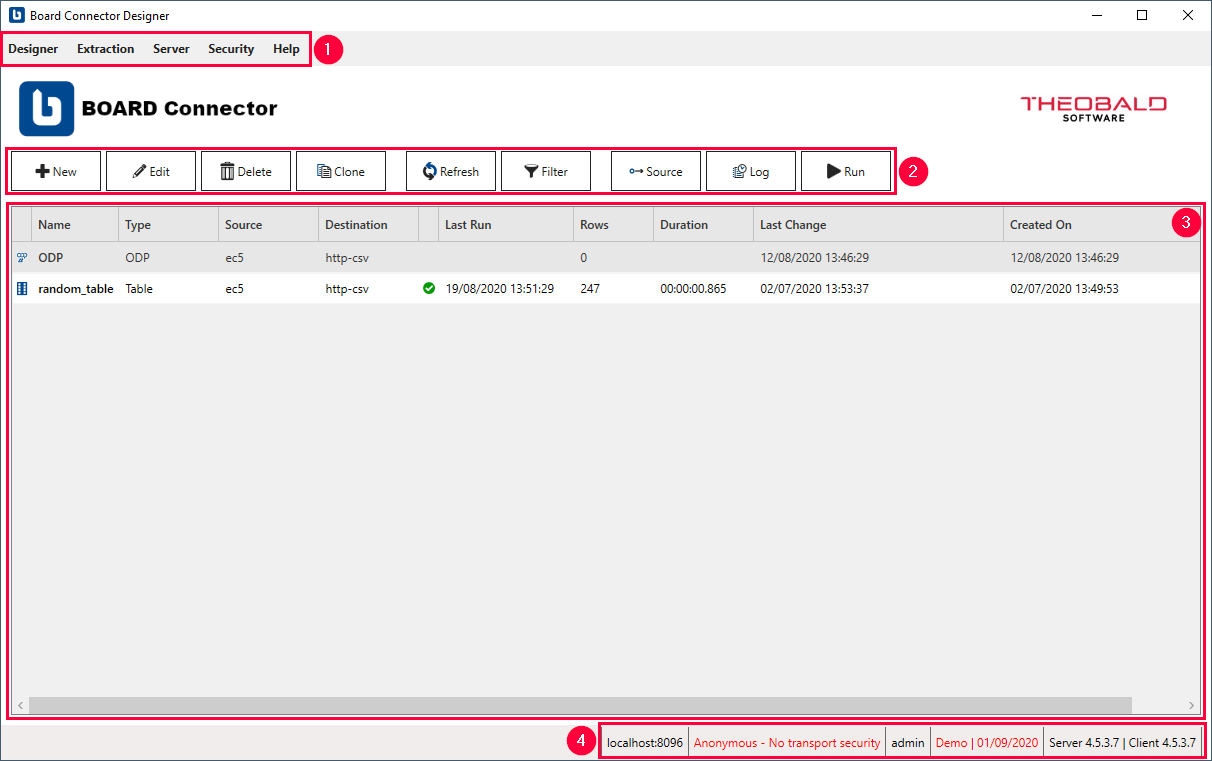 Board Connector Designer
Designer Extraction Server Security Help 1
BOARD Connector
THEOBALD
SOFTWARE
New Edit Delete Clone Refresh Filter Source Log Run 2
Name Type Source Destination Last Run Rows Duration Last Change Created On 3
ODP ODP ec5 http-csv 0 12/08/2020 13:46:29 12/08/2020 13:46:29
random_table Table ec5 http-csv 19/08/2020 13:51:29 247 00:00:00.865 02/07/2020 13:53:37 02/07/2020 13:49:53
4 localhost:8096 Anonymous - No transport security admin Demo | 01/09/2020 Server 4.5.3.7 | Client 4.5.3.7